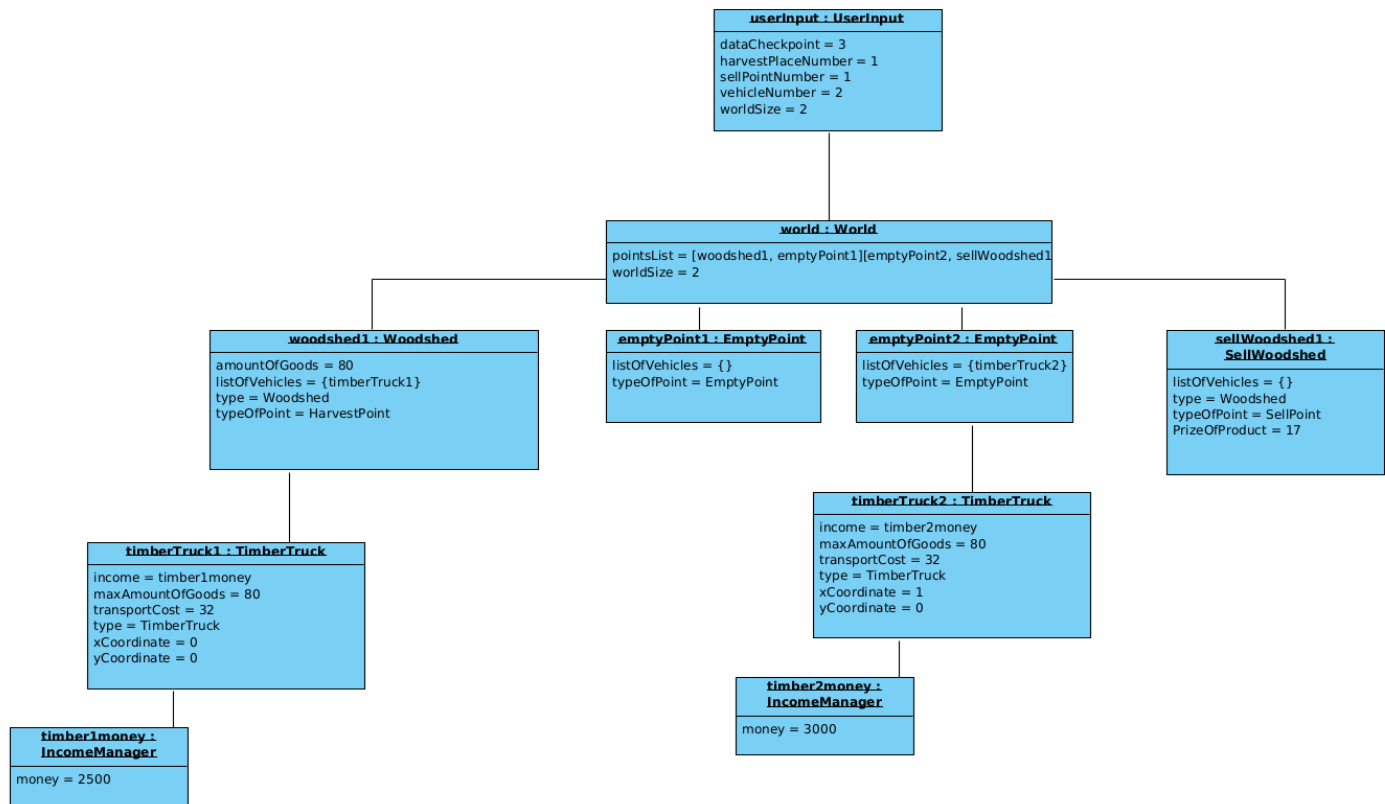 userInput : UserInput
dataCheckpoint = 3
harvestPlaceNumber = 1
sellPointNumber = 1
vehicleNumber = 2
worldSize = 2
world : World
pointsList = [woodshed1, emptyPoint1][emptyPoint2, sellWoodshed1
worldSize = 2
woodshed1 : Woodshed
amountOfGoods = 80
listOfVehicles = {timberTruck1}
type = Woodshed
typeOfPoint = HarvestPoint
emptyPoint1 : EmptyPoint
listOfVehicles = {}
typeOfPoint = EmptyPoint
emptyPoint2 : EmptyPoint
listOfVehicles = {timberTruck2}
typeOfPoint = EmptyPoint
sellWoodshed1 :
SellWoodshed
listOfVehicles = {}
type = Woodshed
typeOfPoint = SellPoint
PrizeOfProduct = 17
timberTruck1 : TimberTruck
income = timber1money
maxAmountOfGoods = 80
transportCost = 32
type = TimberTruck
xCoordinate = 0
yCoordinate = 0
timberTruck2 : TimberTruck
income = timber2money
maxAmountOfGoods = 80
transportCost = 32
type = TimberTruck
xCoordinate = 1
yCoordinate = 0
timber1money :
IncomeManager
money = 2500
timber2money :
IncomeManager
money = 3000